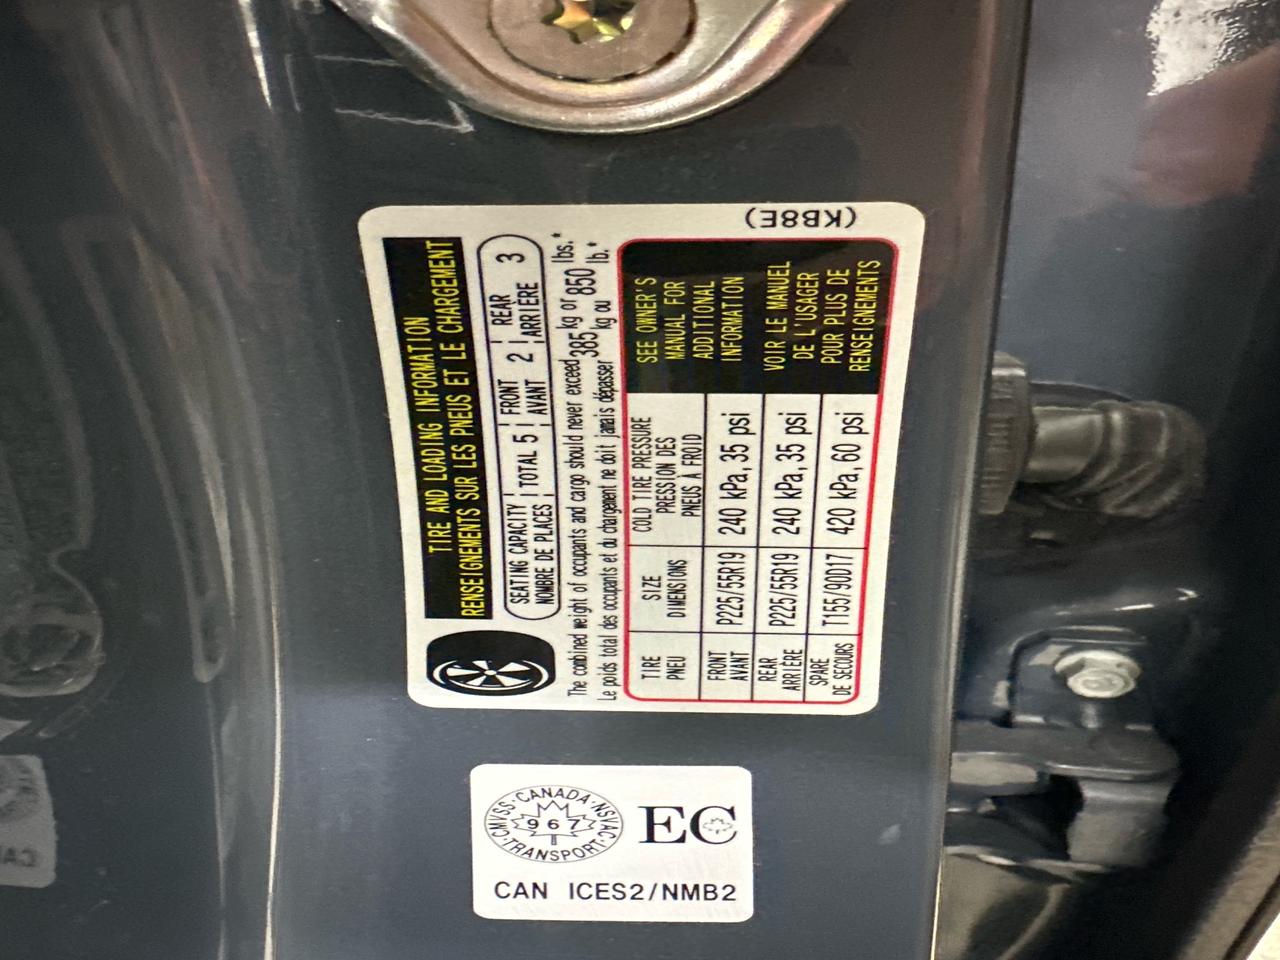 TIRE AND LOADING INFORMATION
RENSEIGNEMENTS SUR LES PNEUS ET LE CHARGEMENT
SEATING CAPACITY TOTAL 5 FRONT 2 REAR 3
NOMBRE DE PLACES AVANT ARRIÈRE
The combined weight of occupants and cargo should never exceed 385 kg or 850 lbs.*
Le poids total des occupants et du chargement ne doit jamais dépasser kg ou lb.*
TIRE SIZE COLD TIRE PRESSURE
PNEU DIMENSIONS PRESSION DES
PNEUS À FROID
FRONT P225/55R19 240 kPa, 35 psi
AVANT
REAR P225/55R19 240 kPa, 35 psi
ARRIÈRE
SPARE T155/90D17 420 kPa, 60 psi
DE SECOURS
SEE OWNER'S
MANUAL FOR
ADDITIONAL
INFORMATION
VOIR LE MANUEL
DE L'USAGER
POUR PLUS DE
RENSEIGNEMENTS
(KB8E)
CMVSS·CANADA·NSVAC
967
TRANSPORT
EC
CAN ICES2/NMB2